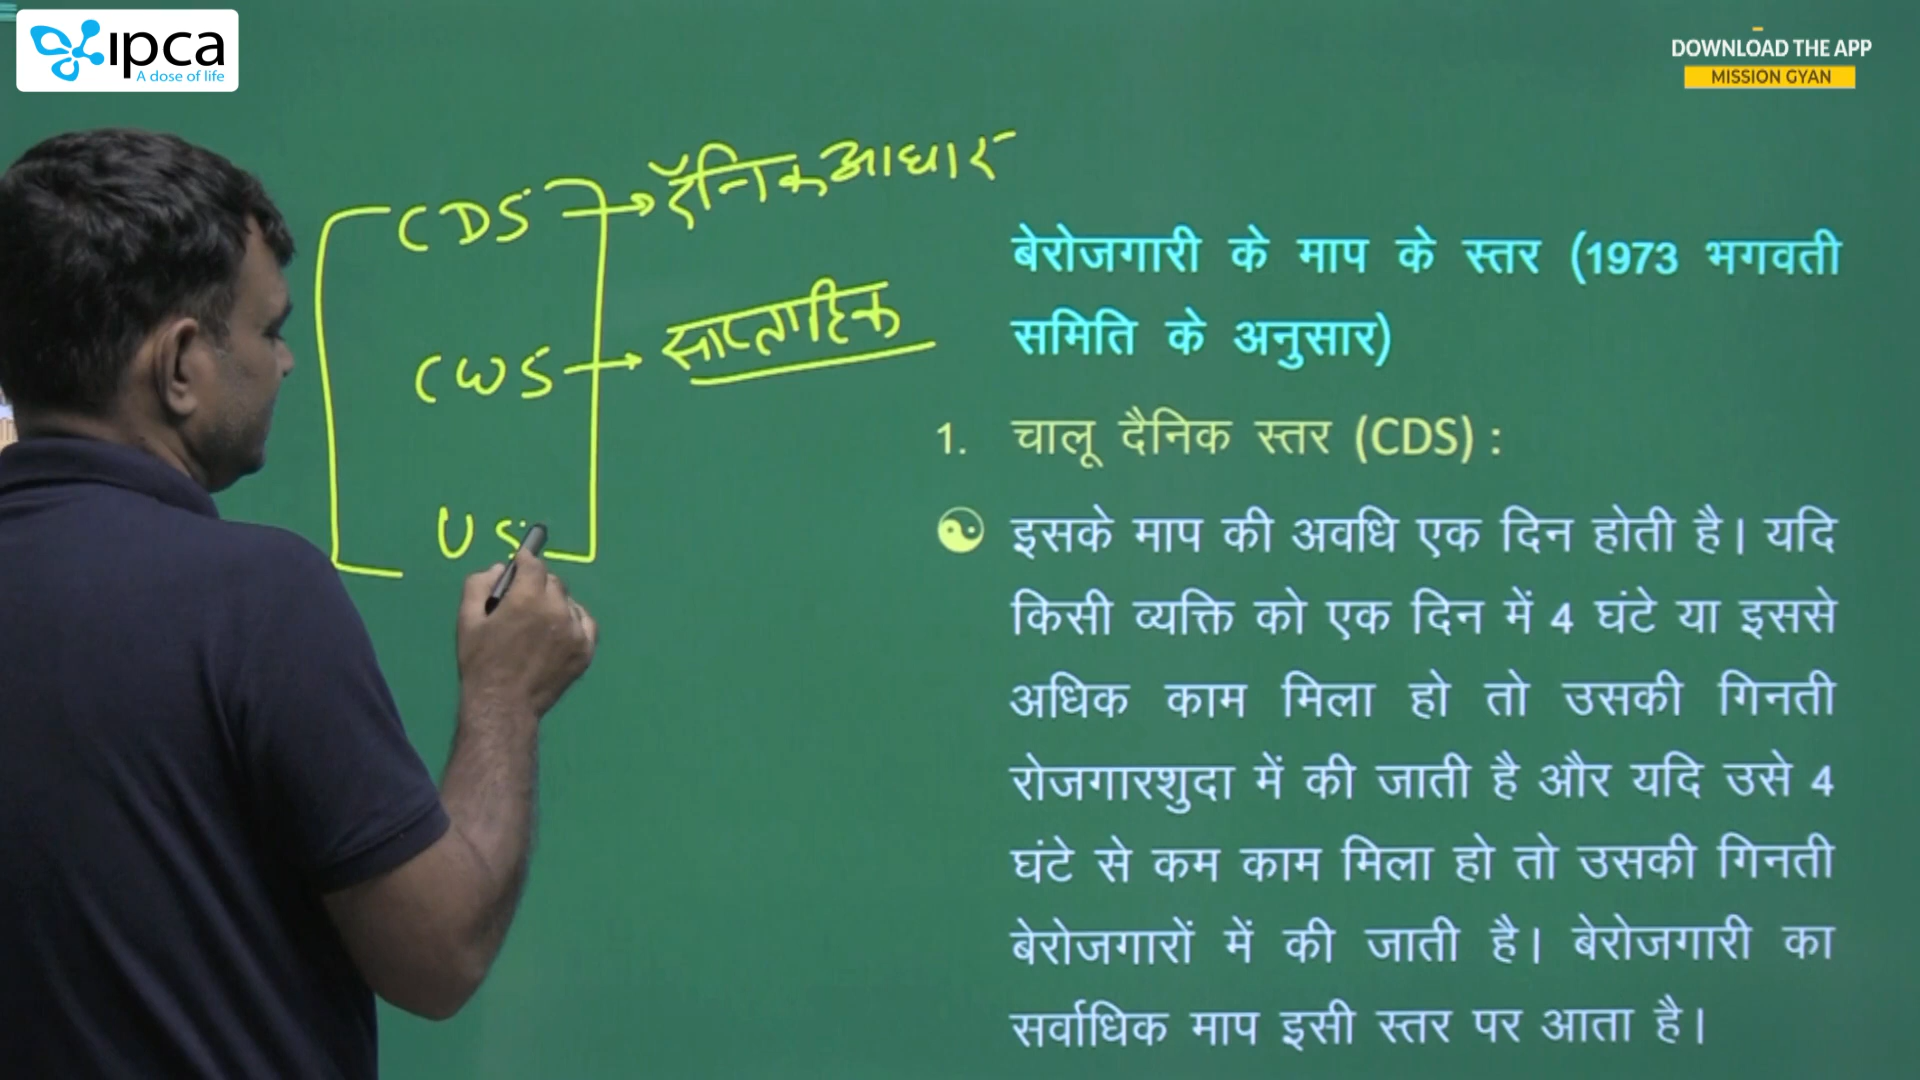 ipca
A dose of life
DOWNLOAD THE APP
MISSION GYAN
CDS → दैनिक आधार
CWS → साप्ताहिक
US
बेरोजगारी के माप के स्तर (1973 भगवती
समिति के अनुसार)
1. चालू दैनिक स्तर (CDS) :
इसके माप की अवधि एक दिन होती है। यदि
किसी व्यक्ति को एक दिन में 4 घंटे या इससे
अधिक काम मिला हो तो उसकी गिनती
रोजगारशुदा में की जाती है और यदि उसे 4
घंटे से कम काम मिला हो तो उसकी गिनती
बेरोजगारों में की जाती है। बेरोजगारी का
सर्वाधिक माप इसी स्तर पर आता है।